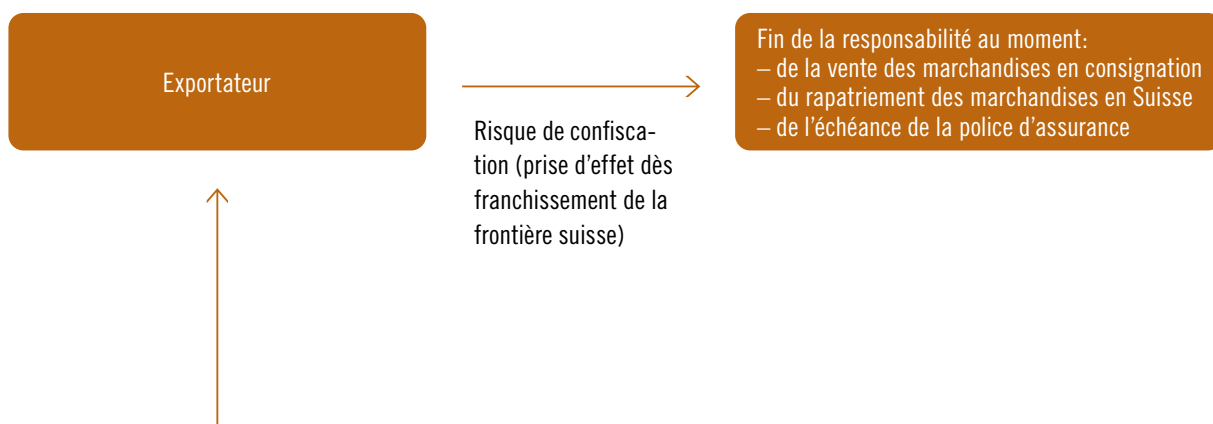 Exportateur
Risque de confisca-
tion (prise d'effet dès
franchissement de la
frontière suisse)
Fin de la responsabilité au moment:
– de la vente des marchandises en consignation
– du rapatriement des marchandises en Suisse
– de l'échéance de la police d'assurance